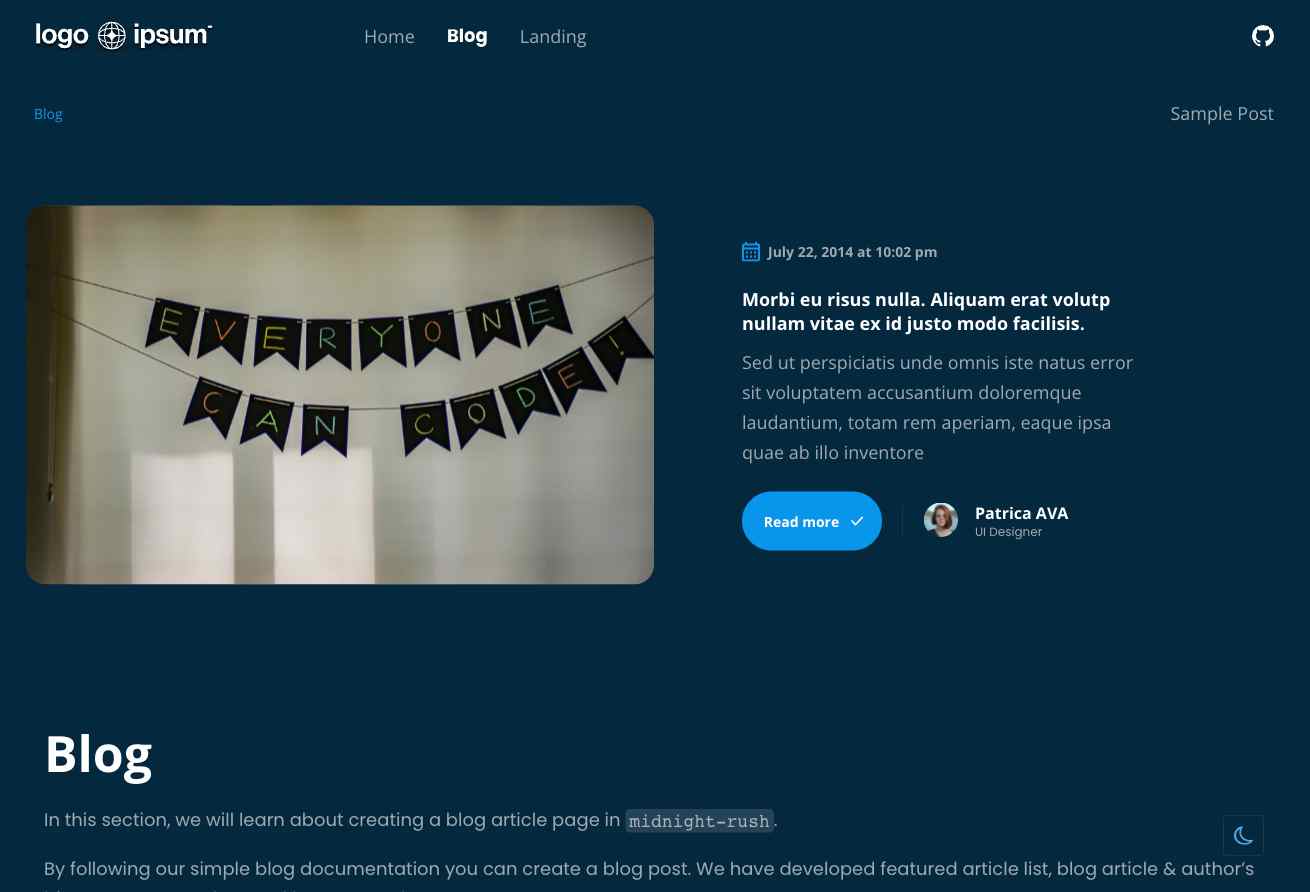 logo ipsum
Home Blog Landing
Blog
Sample Post
EVERYONE
CAN CODE!
July 22, 2014 at 10:02 pm
Morbi eu risus nulla. Aliquam erat volutp
nullam vitae ex id justo modo facilisis.
Sed ut perspiciatis unde omnis iste natus error
sit voluptatem accusantium doloremque
laudantium, totam rem aperiam, eaque ipsa
quae ab illo inventore
Read more
Patrica AVA
UI Designer
Blog
In this section, we will learn about creating a blog article page in midnight-rush.
By following our simple blog documentation you can create a blog post. We have developed featured article list, blog article & author’s